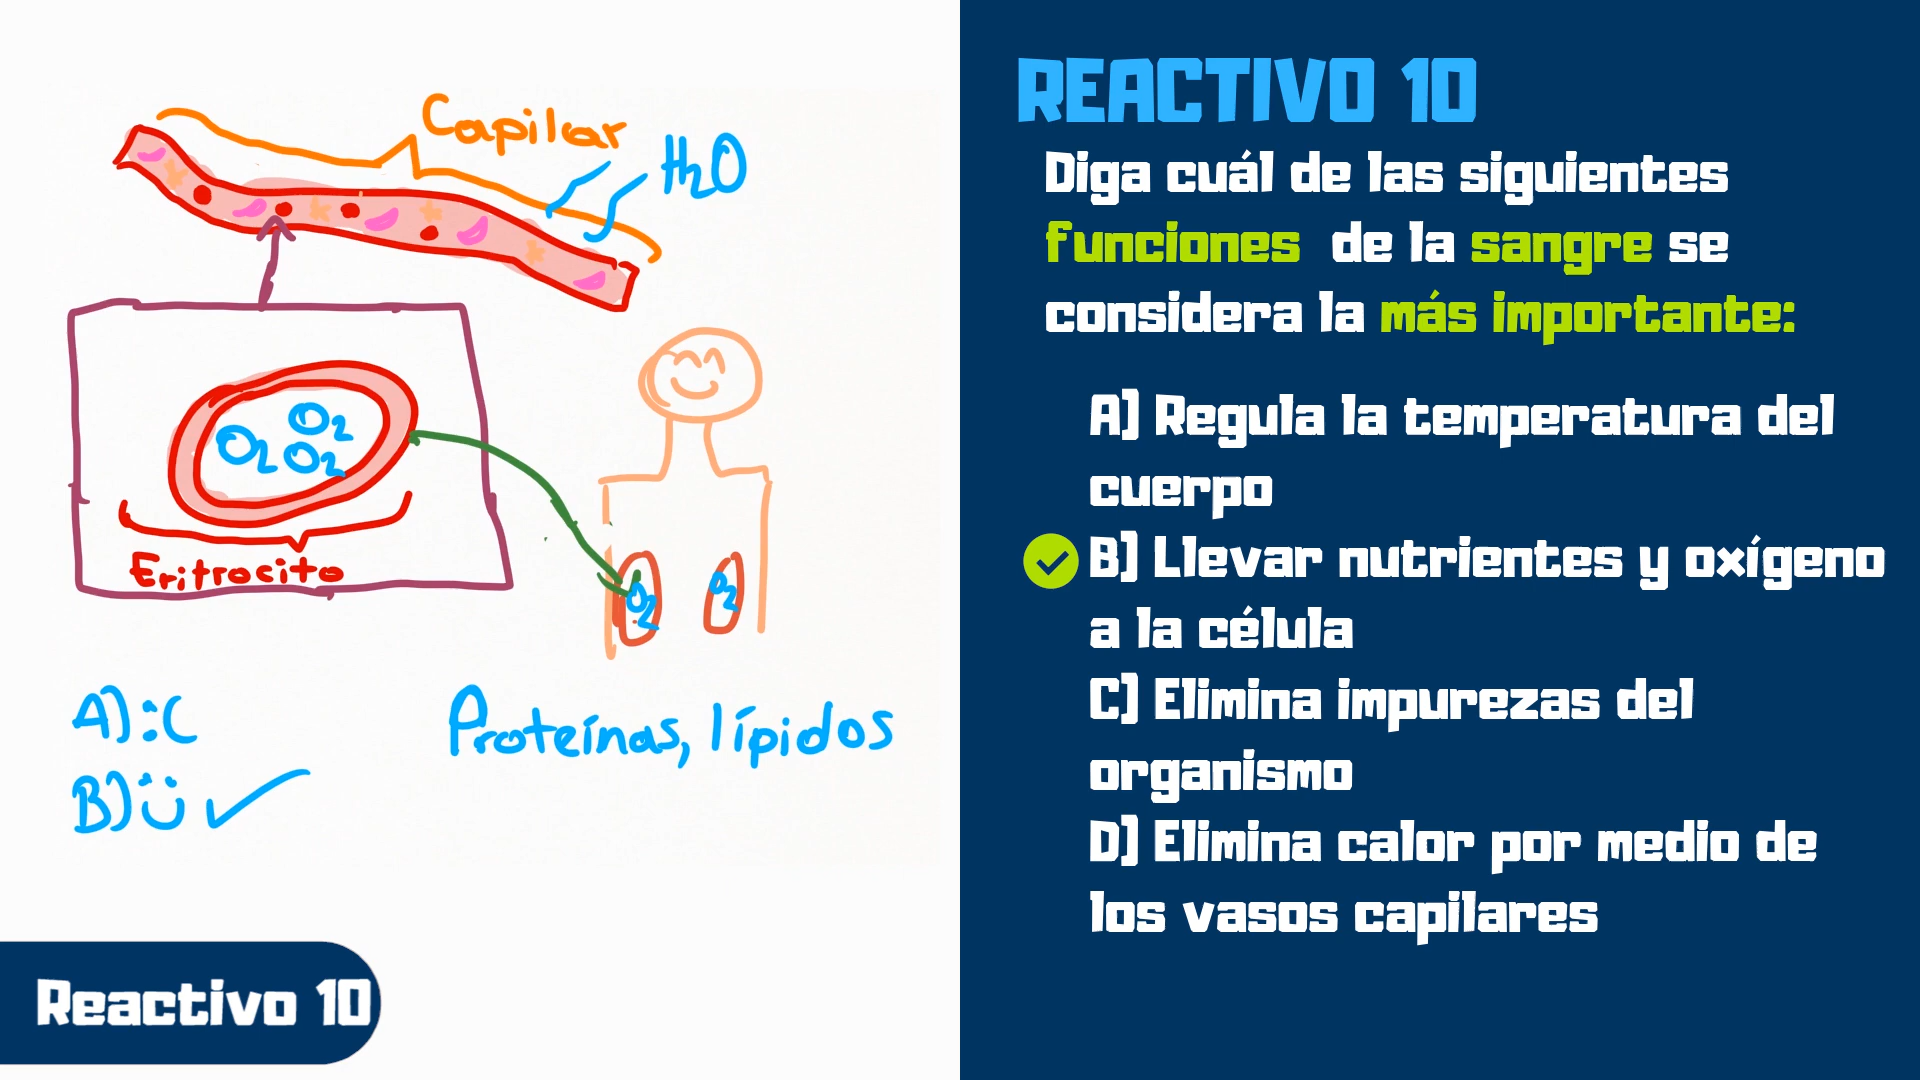 Capilar
H₂O
O₂
O₂ O₂
Eritrocito
O₂ O₂
A) :C
B) Ü ✓
Proteínas, lípidos
Reactivo 10
REACTIVO 10
Diga cuál de las siguientes
funciones de la sangre se
considera la más importante:
A) Regula la temperatura del
cuerpo
B) Llevar nutrientes y oxígeno
a la célula
C) Elimina impurezas del
organismo
D) Elimina calor por medio de
los vasos capilares